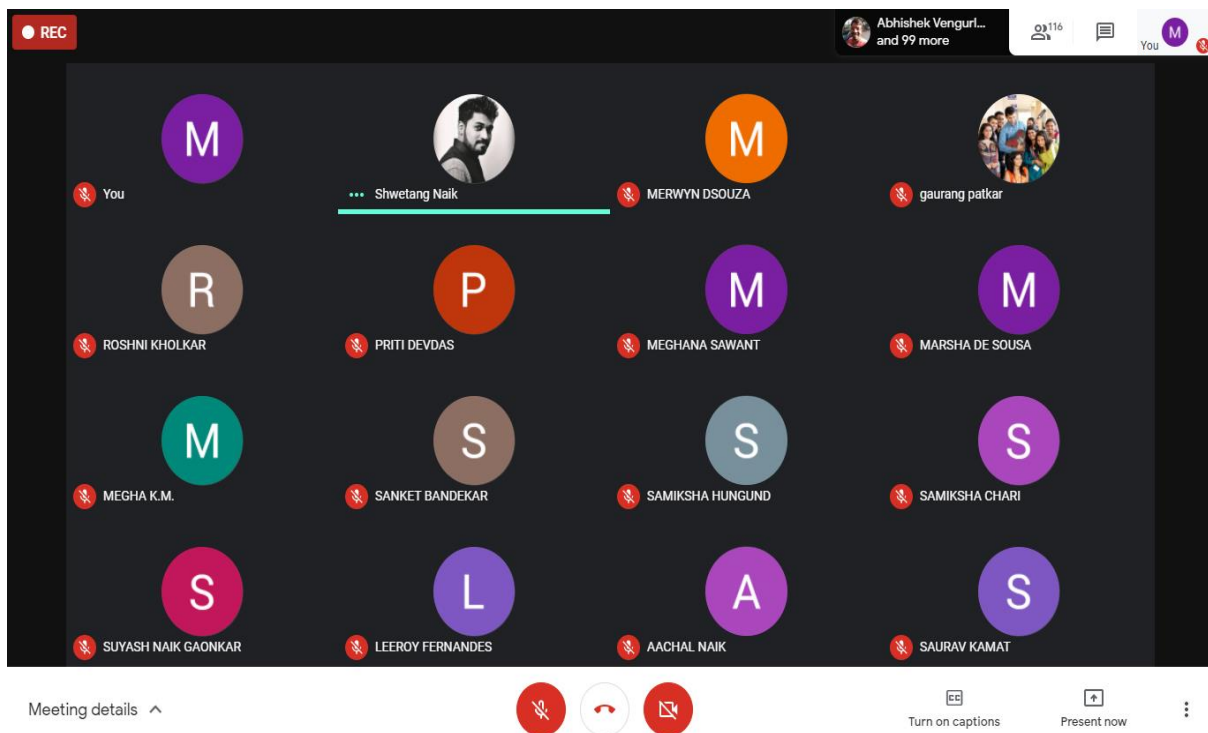 REC
Abhishek Vengurl...
and 99 more
116
You
M
M
You
Shwetang Naik
M
MERWYN DSOUZA
gaurang patkar
R
ROSHNI KHOLKAR
P
PRITI DEVDAS
M
MEGHANA SAWANT
M
MARSHA DE SOUSA
M
MEGHA K.M.
S
SANKET BANDEKAR
S
SAMIKSHA HUNGUND
S
SAMIKSHA CHARI
S
SUYASH NAIK GAONKAR
L
LEEROY FERNANDES
A
AACHAL NAIK
S
SAURAV KAMAT
Meeting details
CC
Turn on captions
Present now